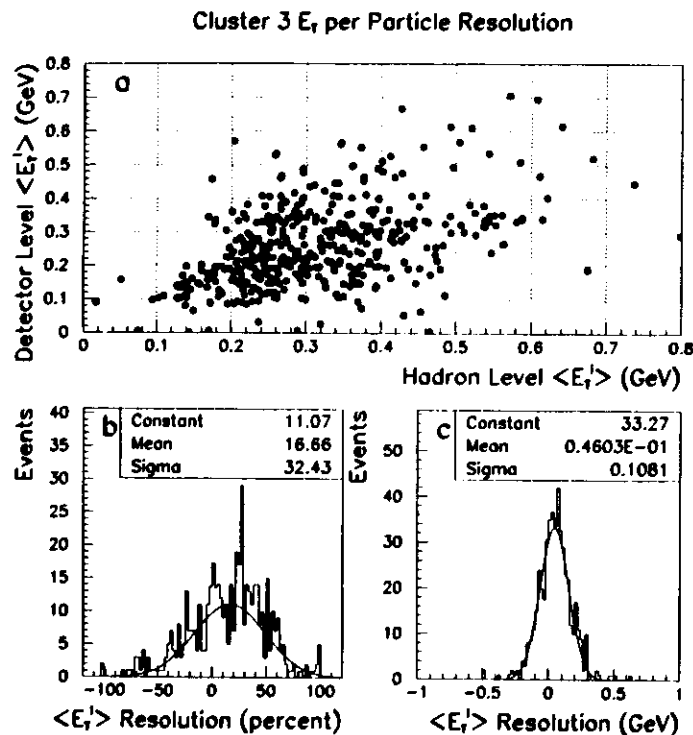 Cluster 3 E_T per Particle Resolution
Detector Level <E_T^I> (GeV)
0.8
0.7
0.6
0.5
0.4
0.3
0.2
0.1
0
a
0 0.1 0.2 0.3 0.4 0.5 0.6 0.7 0.8
Hadron Level <E_T^I> (GeV)
Events
40
35
30
25
20
15
10
5
0
b
Constant 11.07
Mean 16.66
Sigma 32.43
-100 -50 0 50 100
<E_T^I> Resolution (percent)
Events
50
40
30
20
10
0
c
Constant 33.27
Mean 0.4603E-01
Sigma 0.1081
-1 -0.5 0 0.5 1
<E_T^I> Resolution (GeV)